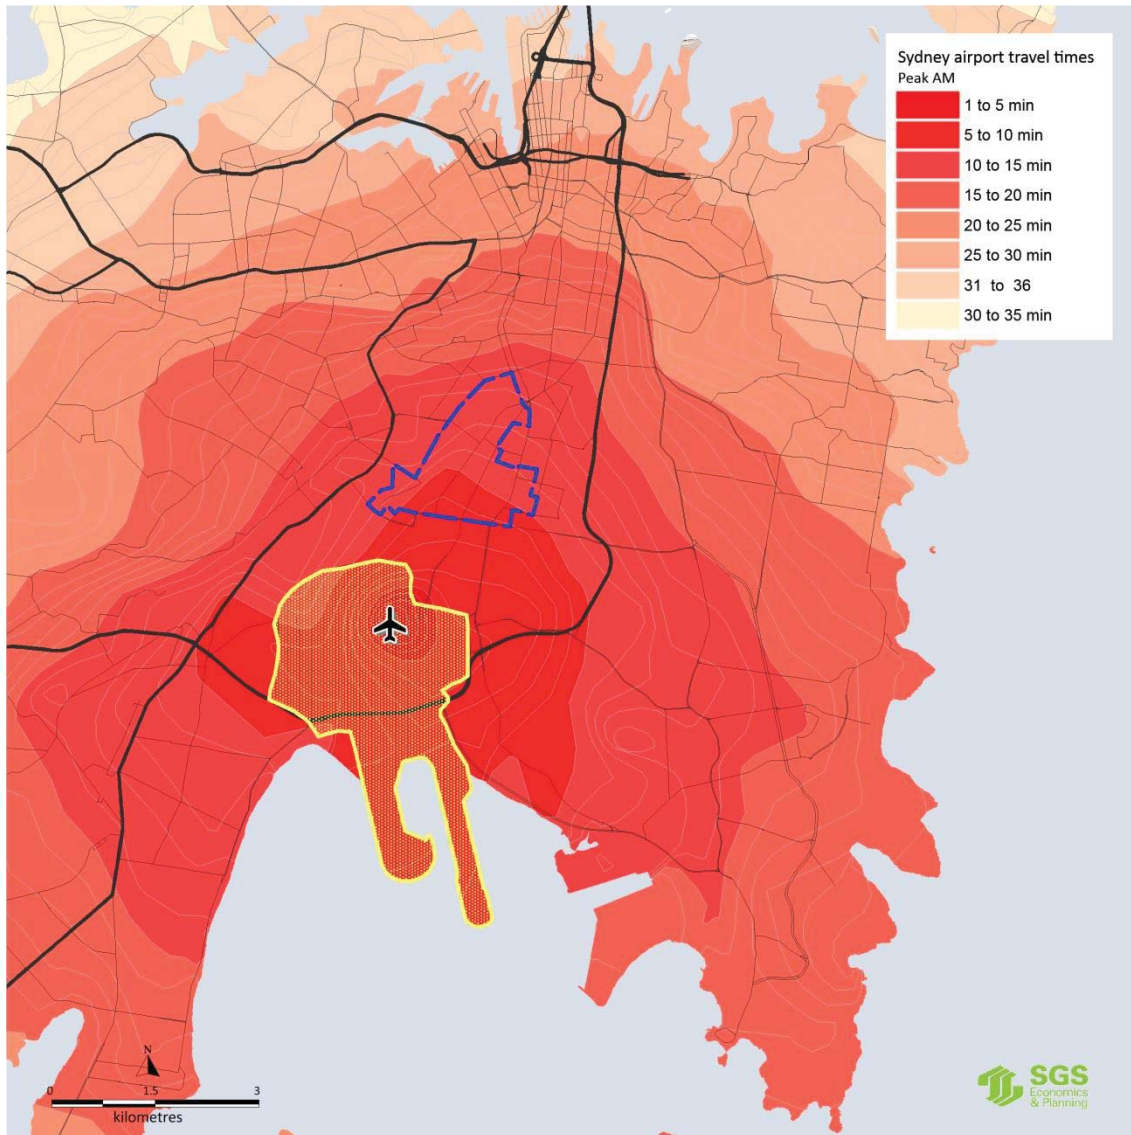 Sydney airport travel times
Peak AM
1 to 5 min
5 to 10 min
10 to 15 min
15 to 20 min
20 to 25 min
25 to 30 min
31 to 36
30 to 35 min
N
0 1.5 3
kilometres
SGS
Economics
& Planning